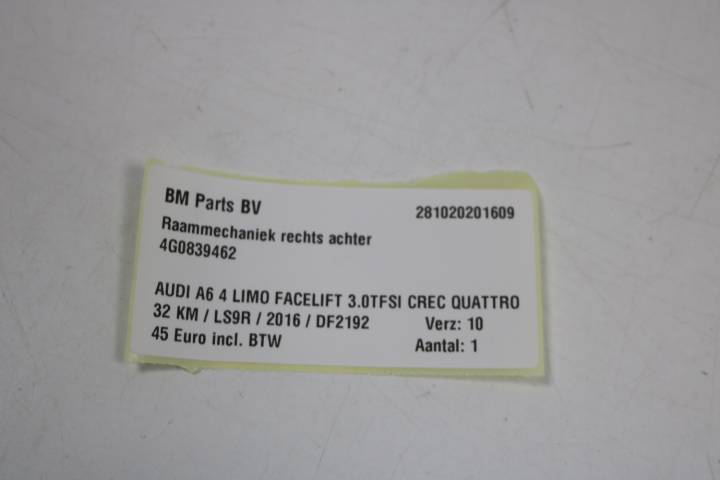 BM Parts BV 281020201609
Raammechaniek rechts achter
4G0839462
AUDI A6 4 LIMO FACELIFT 3.0TFSI CREC QUATTRO
32 KM / LS9R / 2016 / DF2192 Verz: 10
45 Euro incl. BTW Aantal: 1